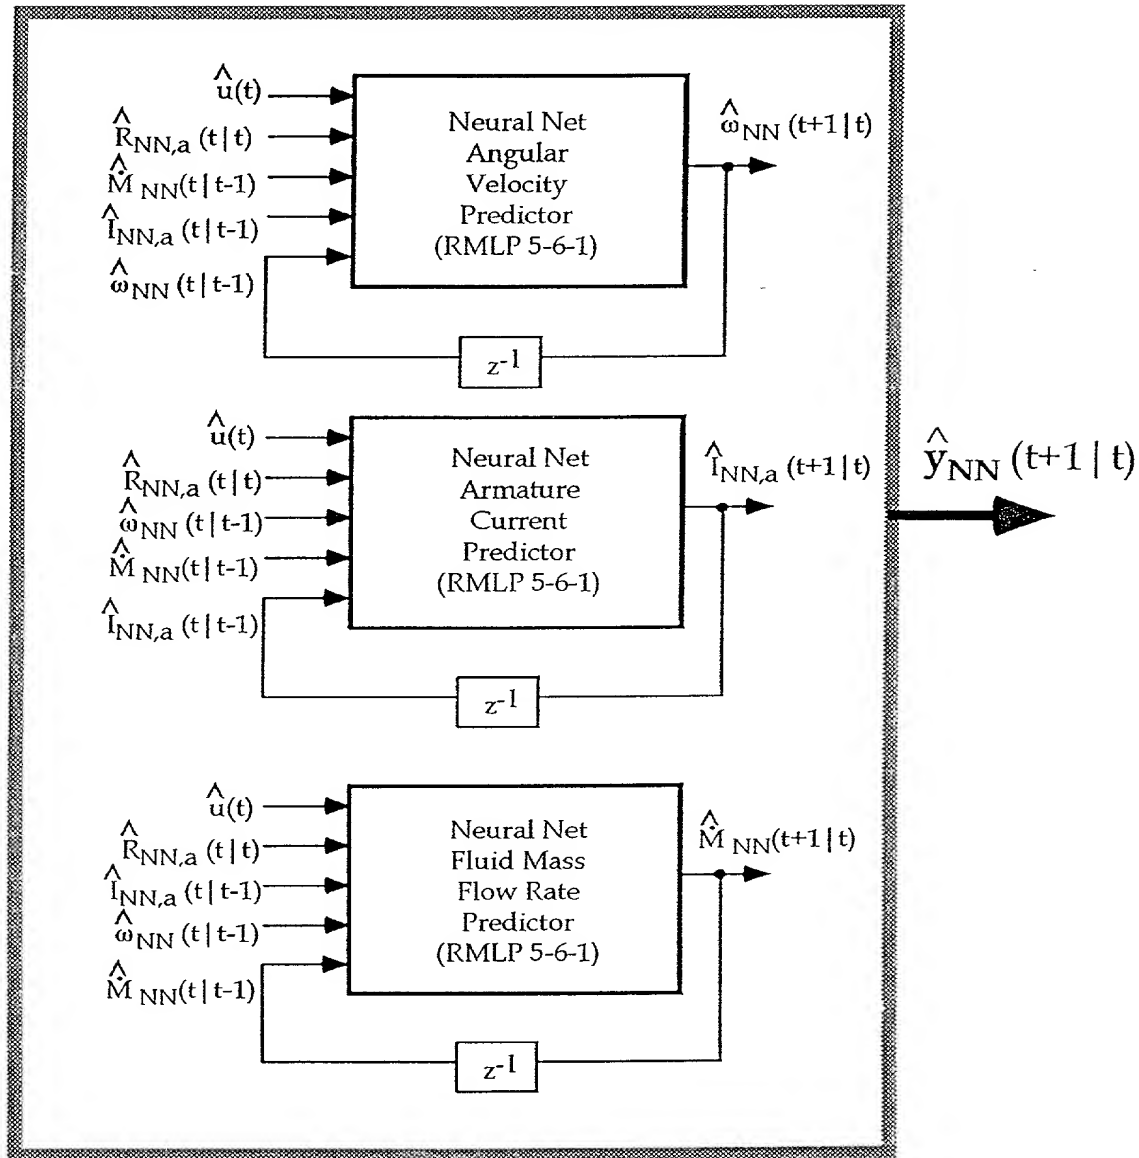 û(t)
R̂NN,a (t|t)
Ṁ̂ NN(t|t-1)
ÎNN,a (t|t-1)
ω̂NN (t|t-1)
Neural Net
Angular
Velocity
Predictor
(RMLP 5-6-1)
ω̂NN (t+1|t)
z-1
û(t)
R̂NN,a (t|t)
ω̂NN (t|t-1)
Ṁ̂ NN(t|t-1)
ÎNN,a (t|t-1)
Neural Net
Armature
Current
Predictor
(RMLP 5-6-1)
ÎNN,a (t+1|t)
z-1
ŷNN (t+1|t)
û(t)
R̂NN,a (t|t)
ÎNN,a (t|t-1)
ω̂NN (t|t-1)
Ṁ̂ NN(t|t-1)
Neural Net
Fluid Mass
Flow Rate
Predictor
(RMLP 5-6-1)
Ṁ̂ NN(t+1|t)
z-1